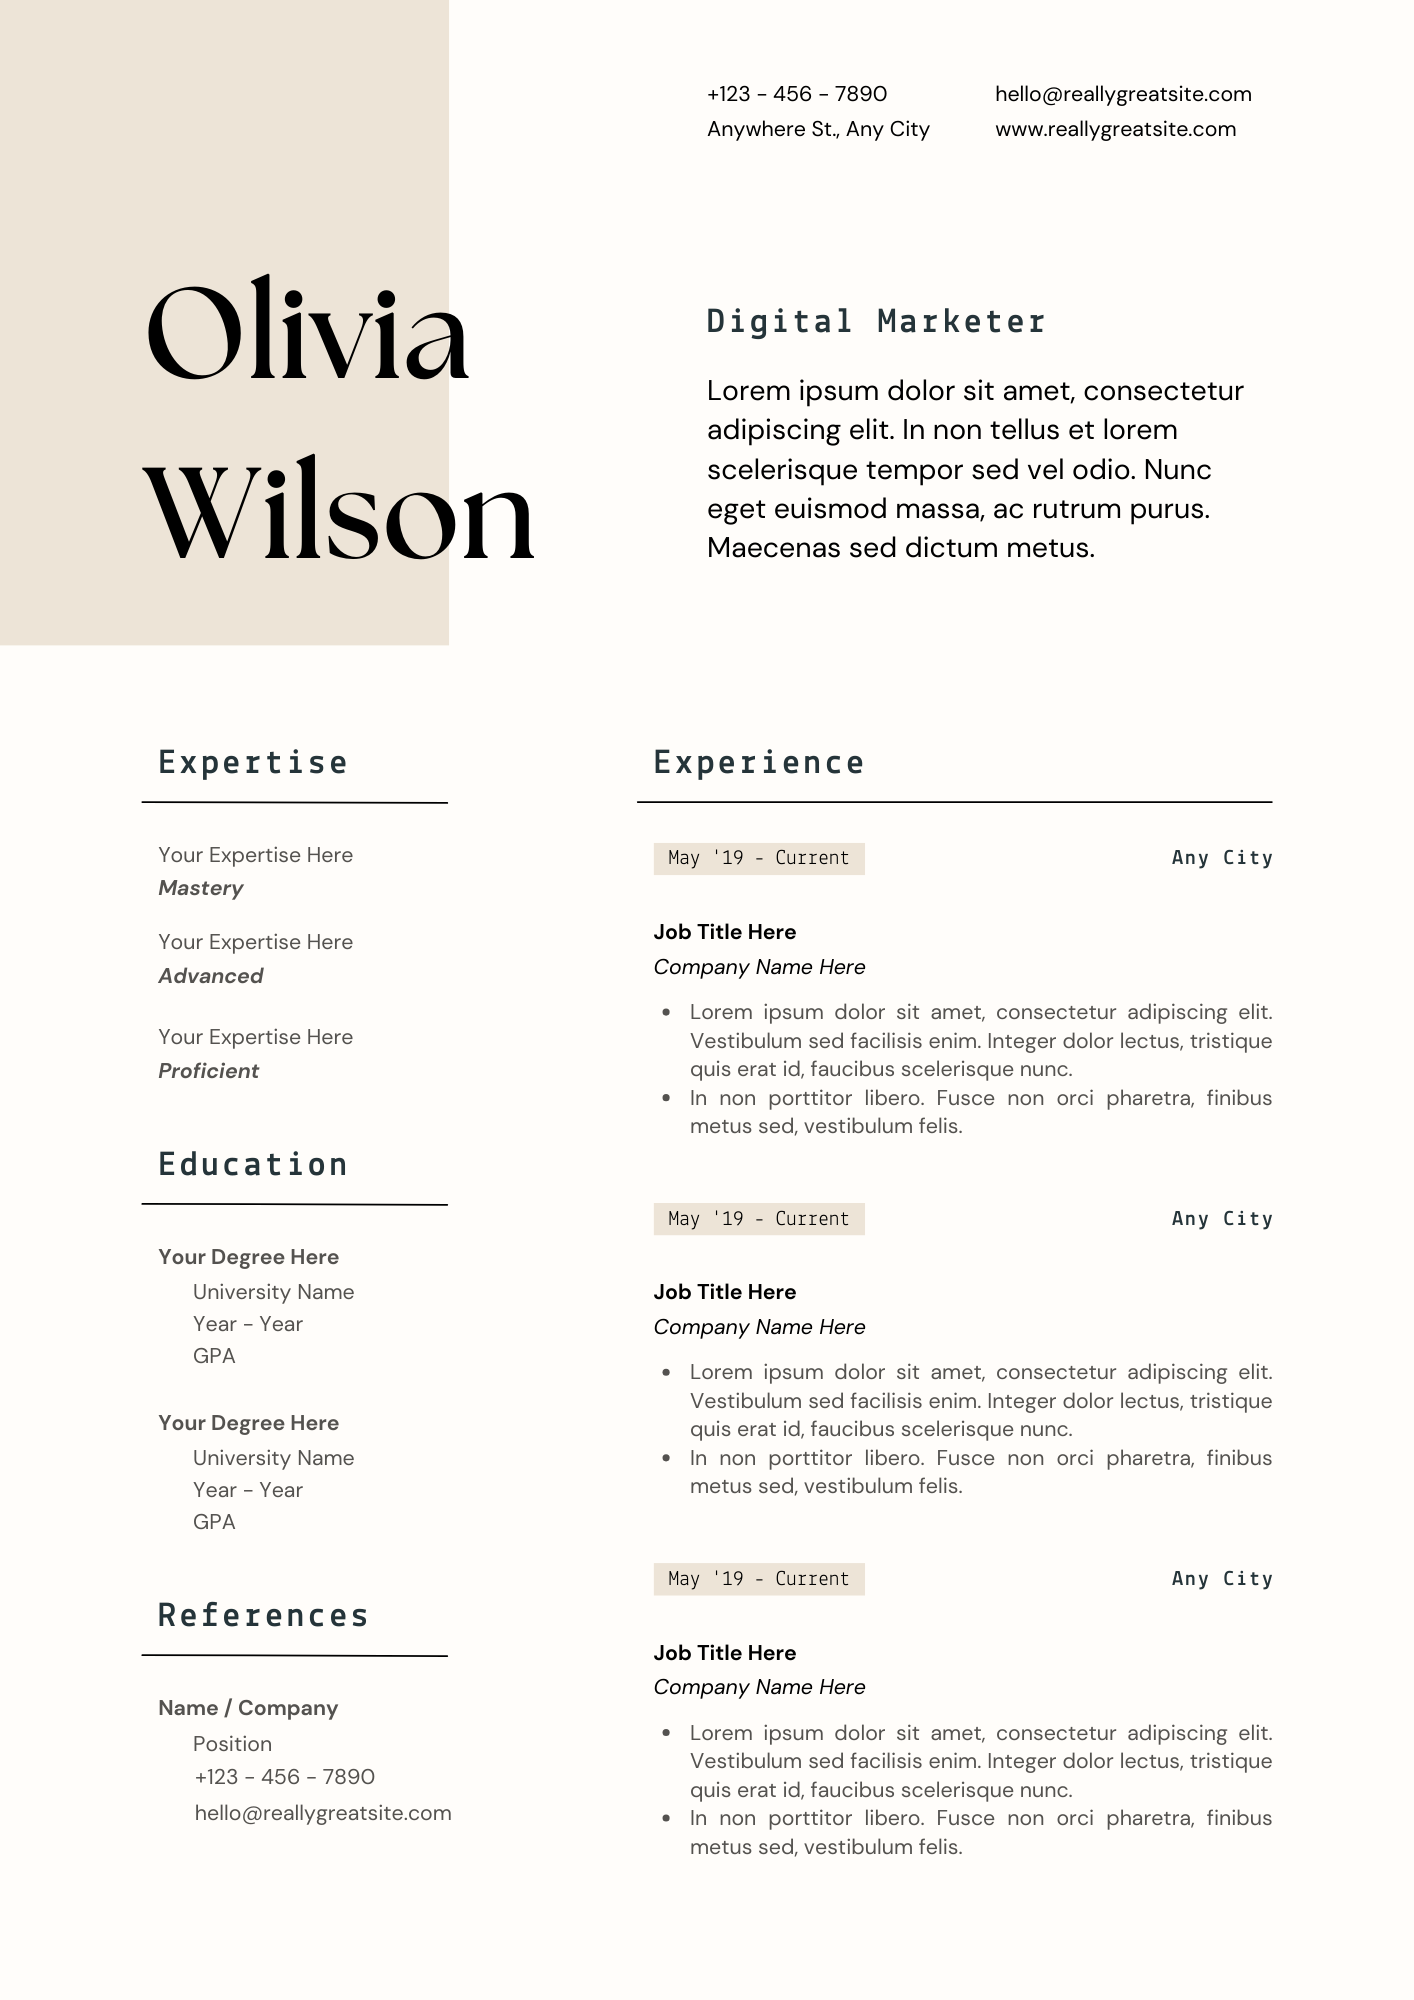 +123 - 456 - 7890
Anywhere St., Any City
hello@reallygreatsite.com
www.reallygreatsite.com
Olivia
Wilson
Digital Marketer
Lorem ipsum dolor sit amet, consectetur
adipiscing elit. In non tellus et lorem
scelerisque tempor sed vel odio. Nunc
eget euismod massa, ac rutrum purus.
Maecenas sed dictum metus.
Expertise
Your Expertise Here
Mastery
Your Expertise Here
Advanced
Your Expertise Here
Proficient
Education
Your Degree Here
University Name
Year - Year
GPA
Your Degree Here
University Name
Year - Year
GPA
References
Name / Company
Position
+123 - 456 - 7890
hello@reallygreatsite.com
Experience
May '19 - Current
Any City
Job Title Here
Company Name Here
• Lorem ipsum dolor sit amet, consectetur adipiscing elit.
Vestibulum sed facilisis enim. Integer dolor lectus, tristique
quis erat id, faucibus scelerisque nunc.
• In non porttitor libero. Fusce non orci pharetra, finibus
metus sed, vestibulum felis.
May '19 - Current
Any City
Job Title Here
Company Name Here
• Lorem ipsum dolor sit amet, consectetur adipiscing elit.
Vestibulum sed facilisis enim. Integer dolor lectus, tristique
quis erat id, faucibus scelerisque nunc.
• In non porttitor libero. Fusce non orci pharetra, finibus
metus sed, vestibulum felis.
May '19 - Current
Any City
Job Title Here
Company Name Here
• Lorem ipsum dolor sit amet, consectetur adipiscing elit.
Vestibulum sed facilisis enim. Integer dolor lectus, tristique
quis erat id, faucibus scelerisque nunc.
• In non porttitor libero. Fusce non orci pharetra, finibus
metus sed, vestibulum felis.